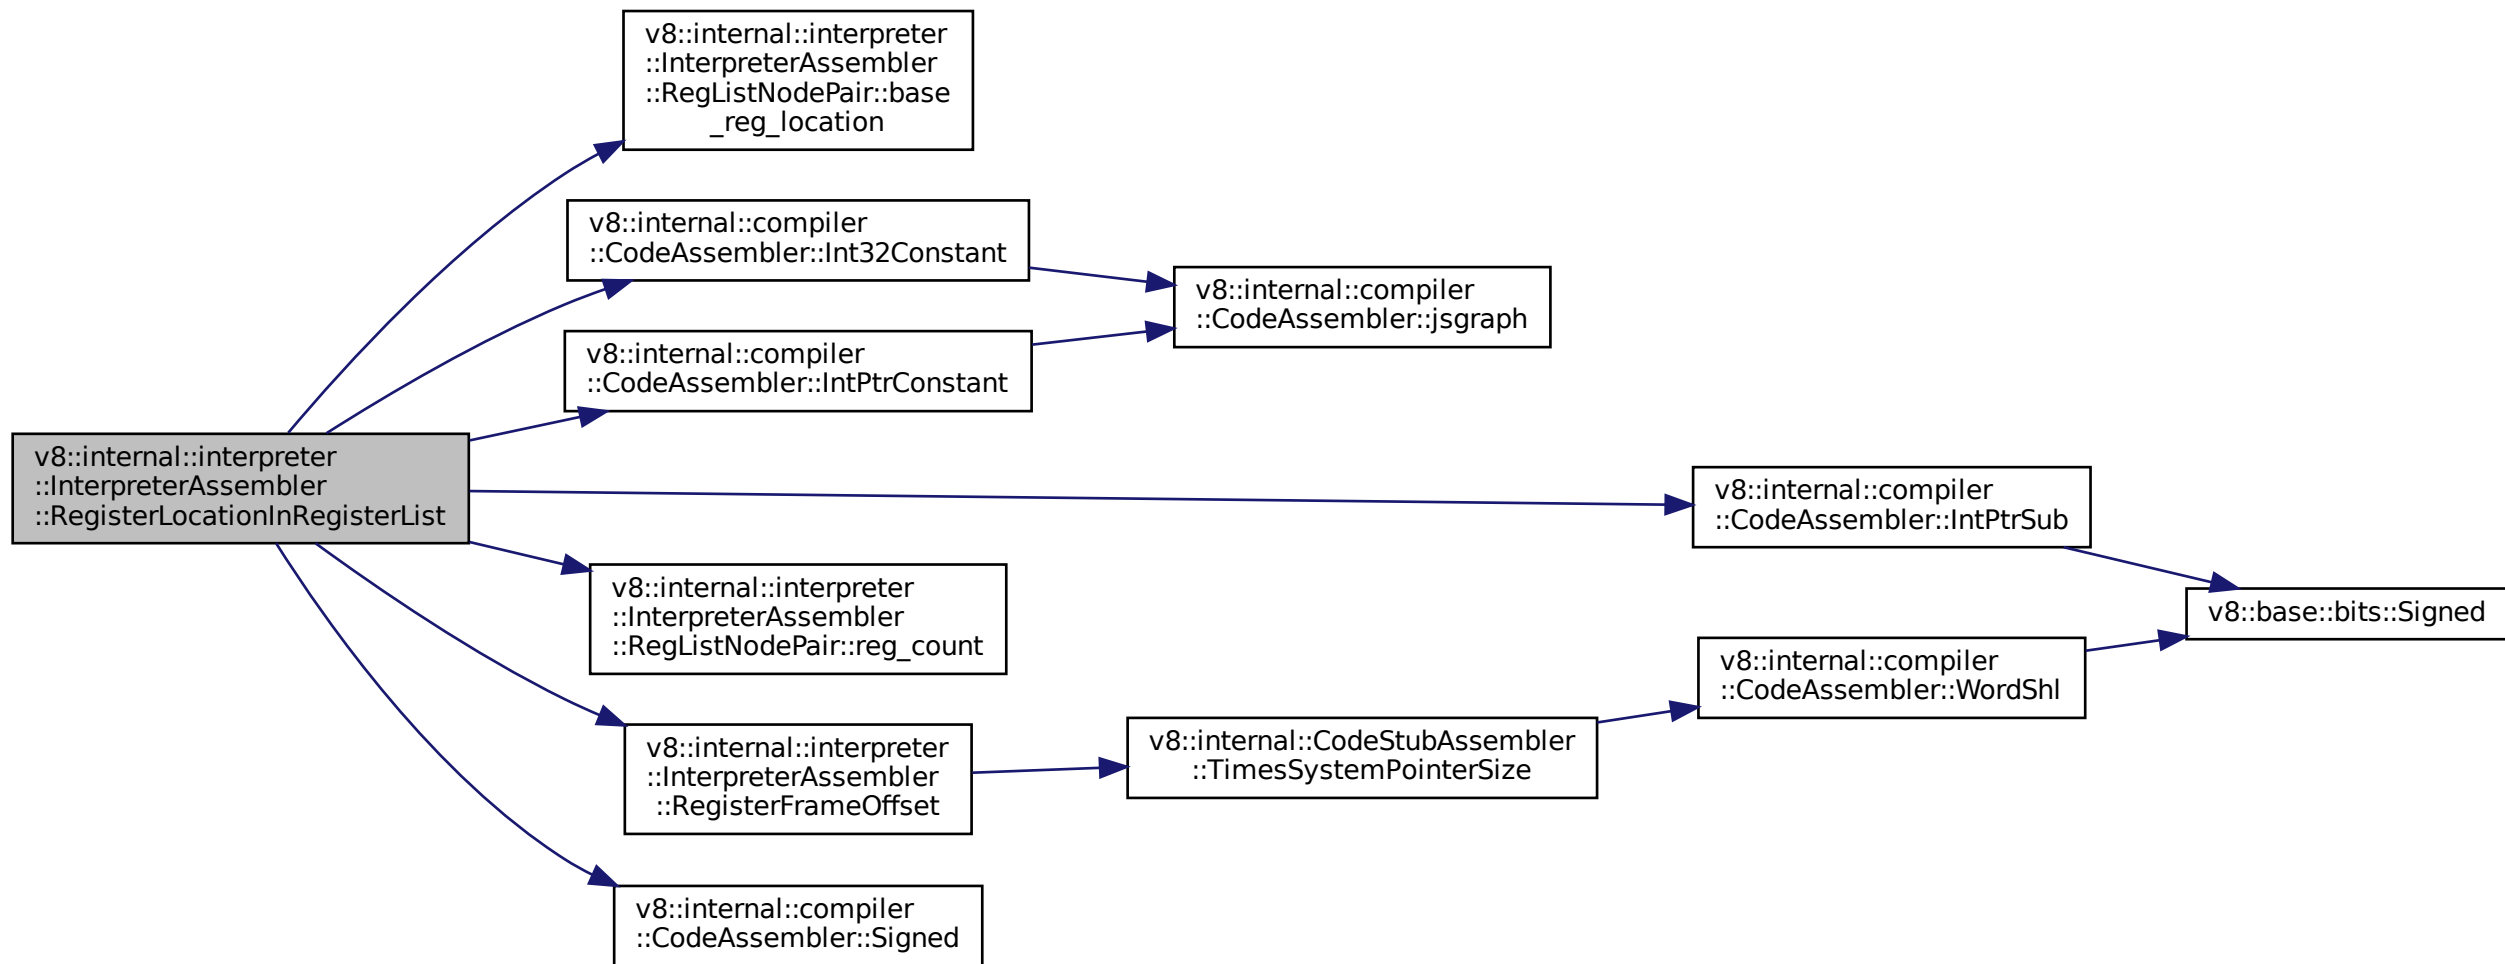 v8::internal::interpreter
::InterpreterAssembler
::RegListNodePair::base
_reg_location
v8::internal::compiler
::CodeAssembler::Int32Constant
v8::internal::compiler
::CodeAssembler::jsgraph
v8::internal::compiler
::CodeAssembler::IntPtrConstant
v8::internal::interpreter
::InterpreterAssembler
::RegisterLocationInRegisterList
v8::internal::compiler
::CodeAssembler::IntPtrSub
v8::internal::interpreter
::InterpreterAssembler
::RegListNodePair::reg_count
v8::base::bits::Signed
v8::internal::compiler
::CodeAssembler::WordShl
v8::internal::interpreter
::InterpreterAssembler
::RegisterFrameOffset
v8::internal::CodeStubAssembler
::TimesSystemPointerSize
v8::internal::compiler
::CodeAssembler::Signed